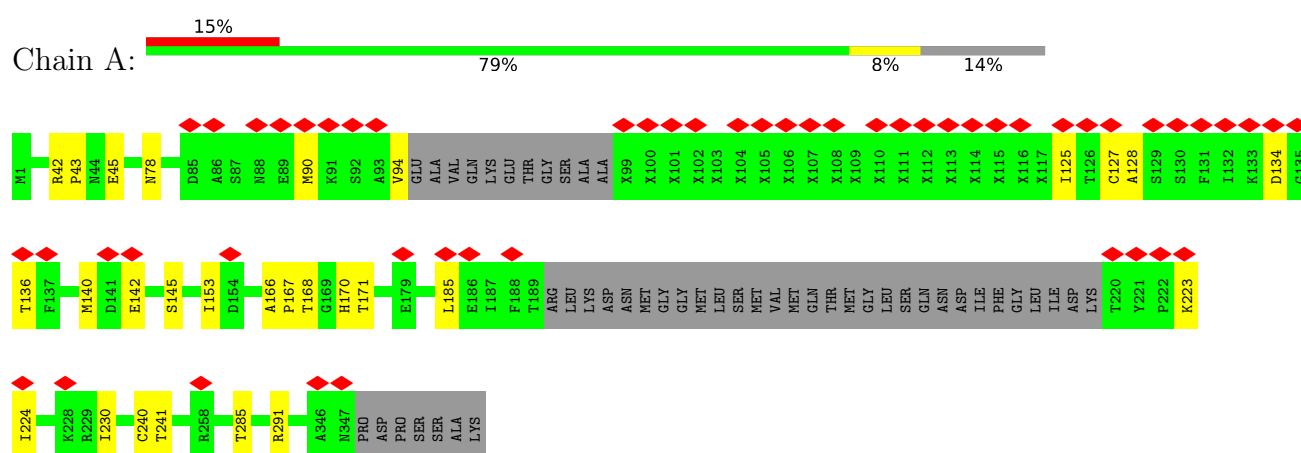 15%
Chain A:
79% 8% 14%
M1 R42 P43 N44 E45 N78 D85 A86 S87 N88 E89 M90 K91 S92 A93 V94 GLU ALA VAL GLN LYS GLU THR GLY SER ALA ALA X99 X100 X101 X102 X103 X104 X105 X106 X107 X108 X109 X110 X111 X112 X113 X114 X115 X116 X117 I125 T126 C127 A128 S129 S130 F131 I132 K133 D134 G135
T136 F137 M140 D141 E142 S145 I153 D154 A166 P167 T168 G169 H170 T171 E179 L185 E186 I187 F188 T189 ARG LEU LYS ASP ASN MET GLY GLY MET LEU SER MET VAL MET GLN THR MET GLY LEU SER GLN ASN ASP ILE PHE GLY LEU ILE ASP LYS T220 Y221 P222 K223
I224 K228 R229 I230 C240 T241 R258 T285 R291 A346 N347 PRO ASP PRO SER SER ALA LYS